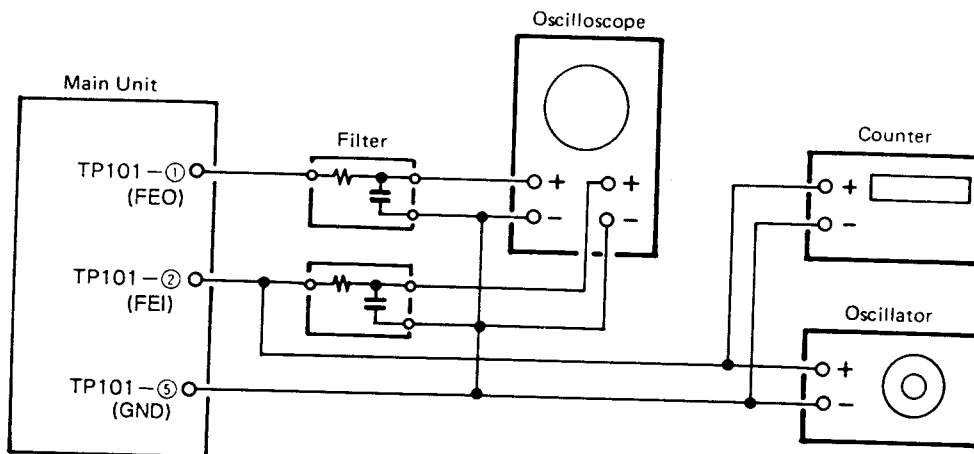 Oscilloscope
Main Unit
Filter
Counter
TP101－①
(FEO)
+
+
+
−
−
−
TP101－②
(FEI)
Oscillator
+
TP101－⑤
(GND)
−